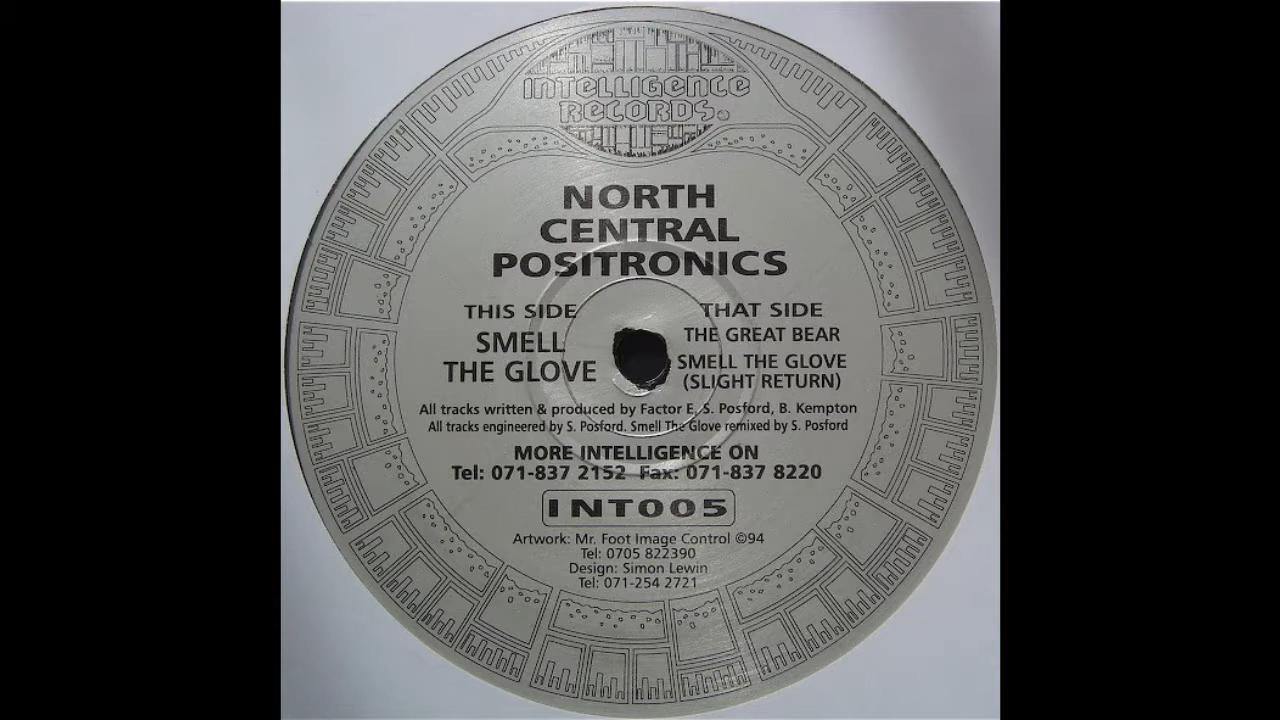 INTELLIGENCE
RECORDS.
NORTH
CENTRAL
POSITRONICS
THIS SIDE
SMELL
THE GLOVE
THAT SIDE
THE GREAT BEAR
SMELL THE GLOVE
(SLIGHT RETURN)
All tracks written & produced by Factor E, S. Posford, B. Kempton
All tracks engineered by S. Posford. Smell The Glove remixed by S. Posford
MORE INTELLIGENCE ON
Tel: 071-837 2152 Fax: 071-837 8220
INT005
Artwork: Mr. Foot Image Control ©94
Tel: 0705 822390
Design: Simon Lewin
Tel: 071-254 2721